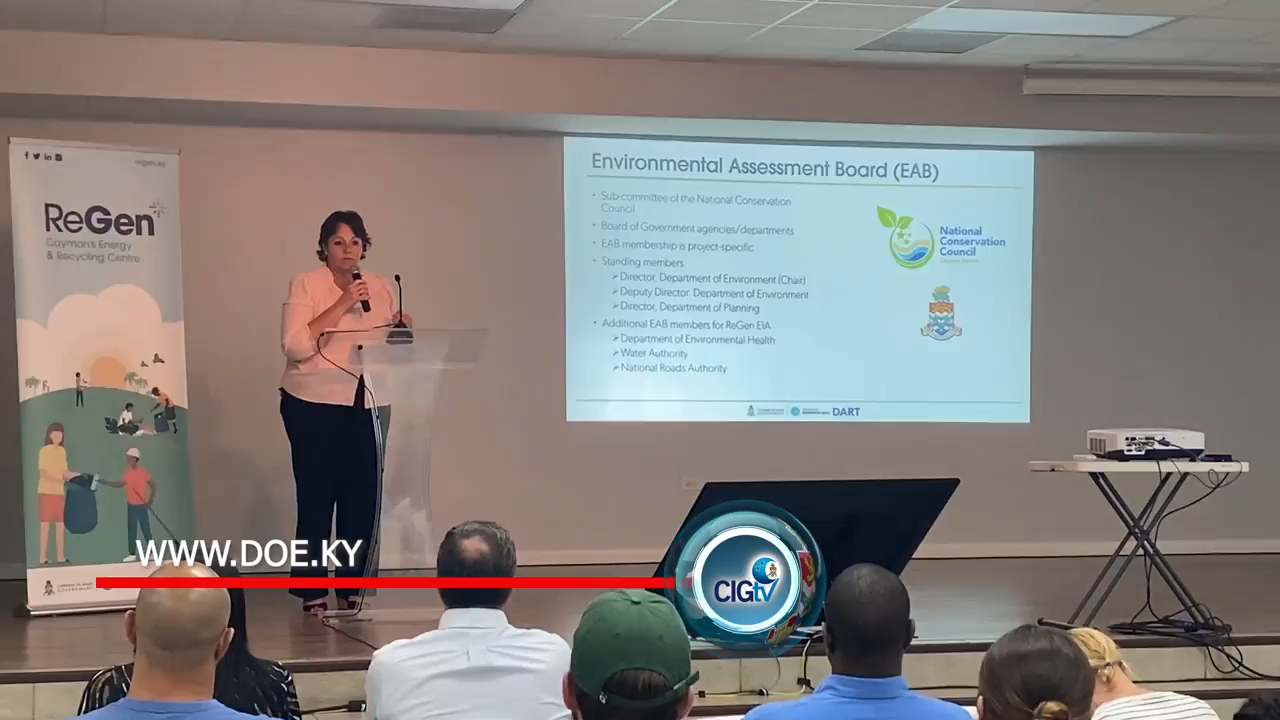 regen.ky
ReGen
Cayman's Energy
& Recycling Centre
Environmental Assessment Board (EAB)
• Sub-committee of the National Conservation
Council
• Board of Government agencies/departments
• EAB membership is project-specific
• Standing members
➢ Director, Department of Environment (Chair)
➢ Deputy Director, Department of Environment
➢ Director, Department of Planning
• Additional EAB members for ReGen EIA
➢ Department of Environmental Health
➢ Water Authority
➢ National Roads Authority
National
Conservation
Council
DART
WWW.DOE.KY
CIGtv